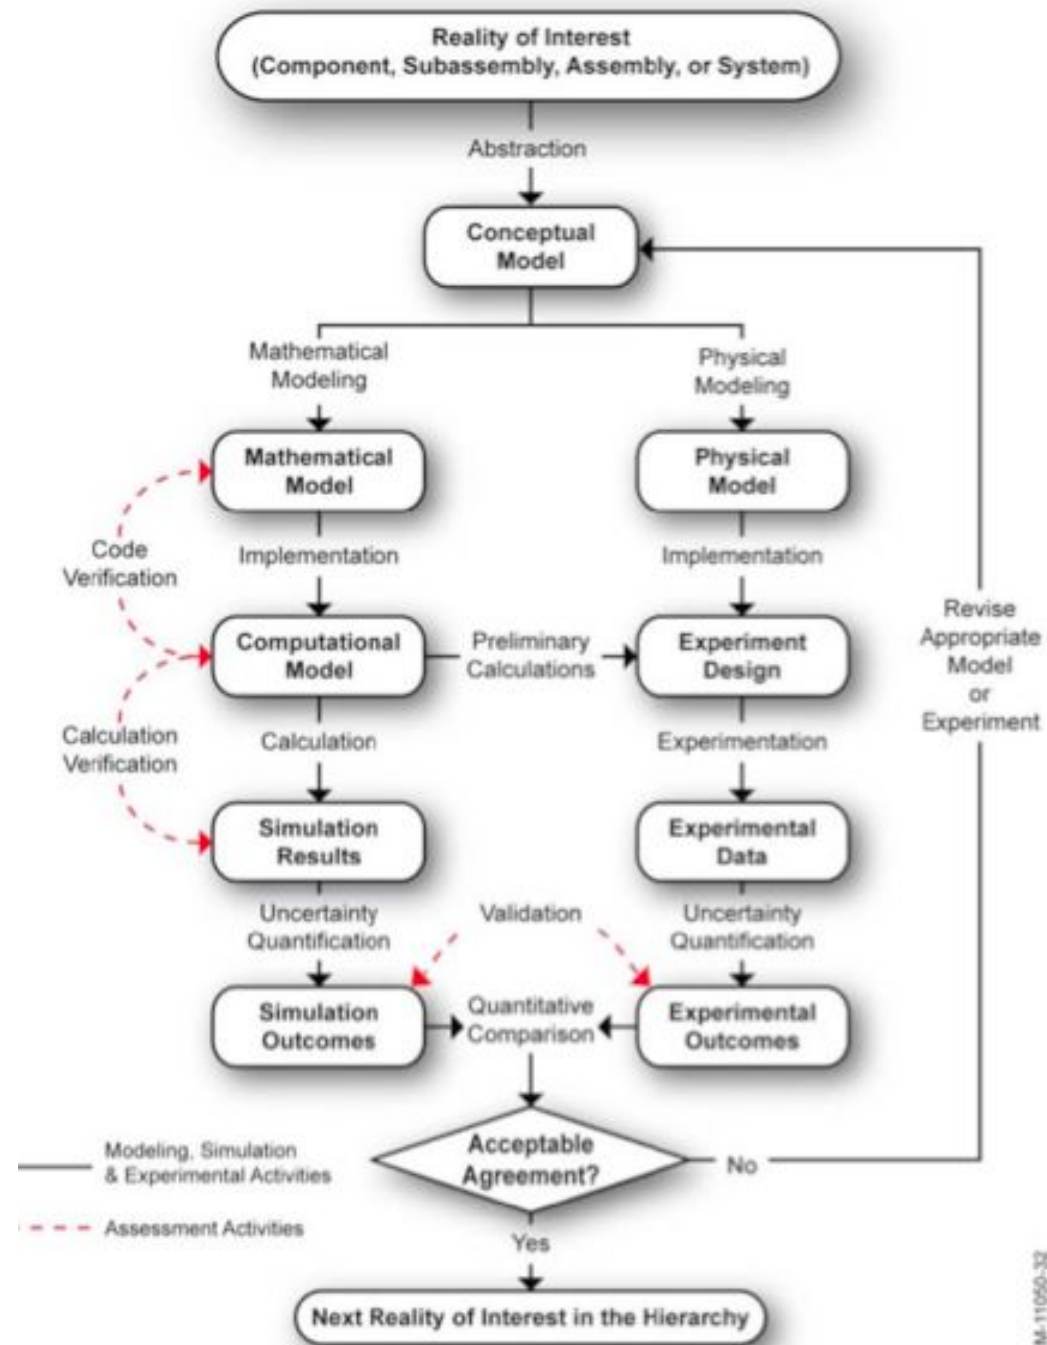 Reality of Interest
(Component, Subassembly, Assembly, or System)
Abstraction
Conceptual
Model
Mathematical
Modeling
Physical
Modeling
Mathematical
Model
Physical
Model
Code
Verification
Implementation
Implementation
Revise
Appropriate
Model
or
Experiment
Computational
Model
Preliminary
Calculations
Experiment
Design
Calculation
Verification
Calculation
Experimentation
Simulation
Results
Experimental
Data
Uncertainty
Quantification
Validation
Uncertainty
Quantification
Simulation
Outcomes
Quantitative
Comparison
Experimental
Outcomes
Acceptable
Agreement?
No
Modeling, Simulation
& Experimental Activities
Assessment Activities
Yes
Next Reality of Interest in the Hierarchy
M-11050-32